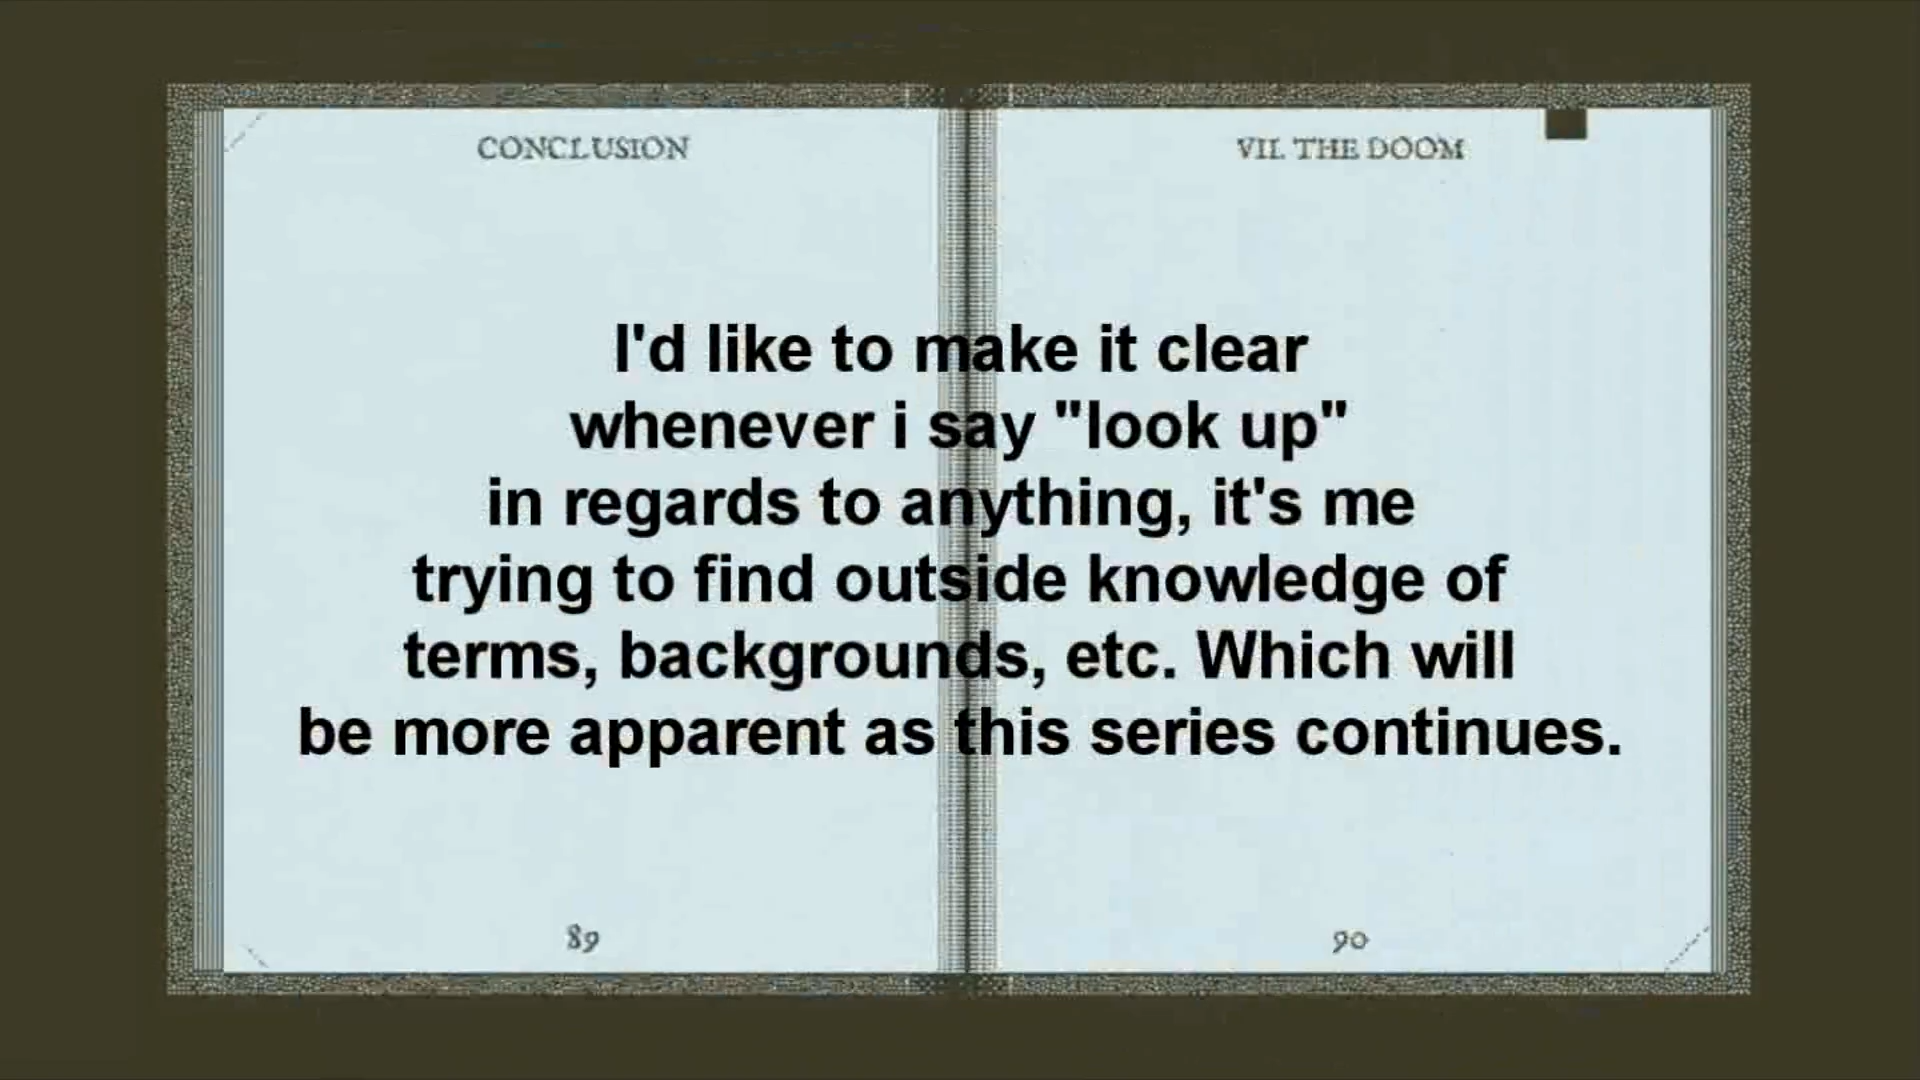 CONCLUSION
VII. THE DOOM
I'd like to make it clear
whenever i say "look up"
in regards to anything, it's me
trying to find outside knowledge of
terms, backgrounds, etc. Which will
be more apparent as this series continues.
89
90